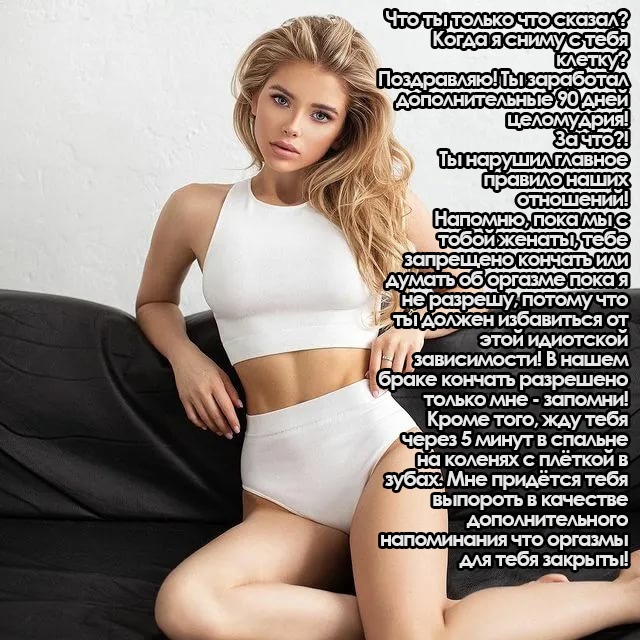 Что ты только что сказал?
Когда я сниму с тебя
клетку?
Поздравляю! Ты заработал
дополнительные 90 дней
целомудрия!
За что?!
Ты нарушил главное
правило наших
отношений!
Напомню, пока мы с
тобой женаты, тебе
запрещено кончать или
думать об оргазме пока я
не разрешу, потому что
ты должен избавиться от
этой идиотской
зависимости! В нашем
браке кончать разрешено
только мне - запомни!
Кроме того, жду тебя
через 5 минут в спальне
на коленях с плёткой в
зубах. Мне придётся тебя
выпороть в качестве
дополнительного
напоминания что оргазмы
для тебя закрыты!